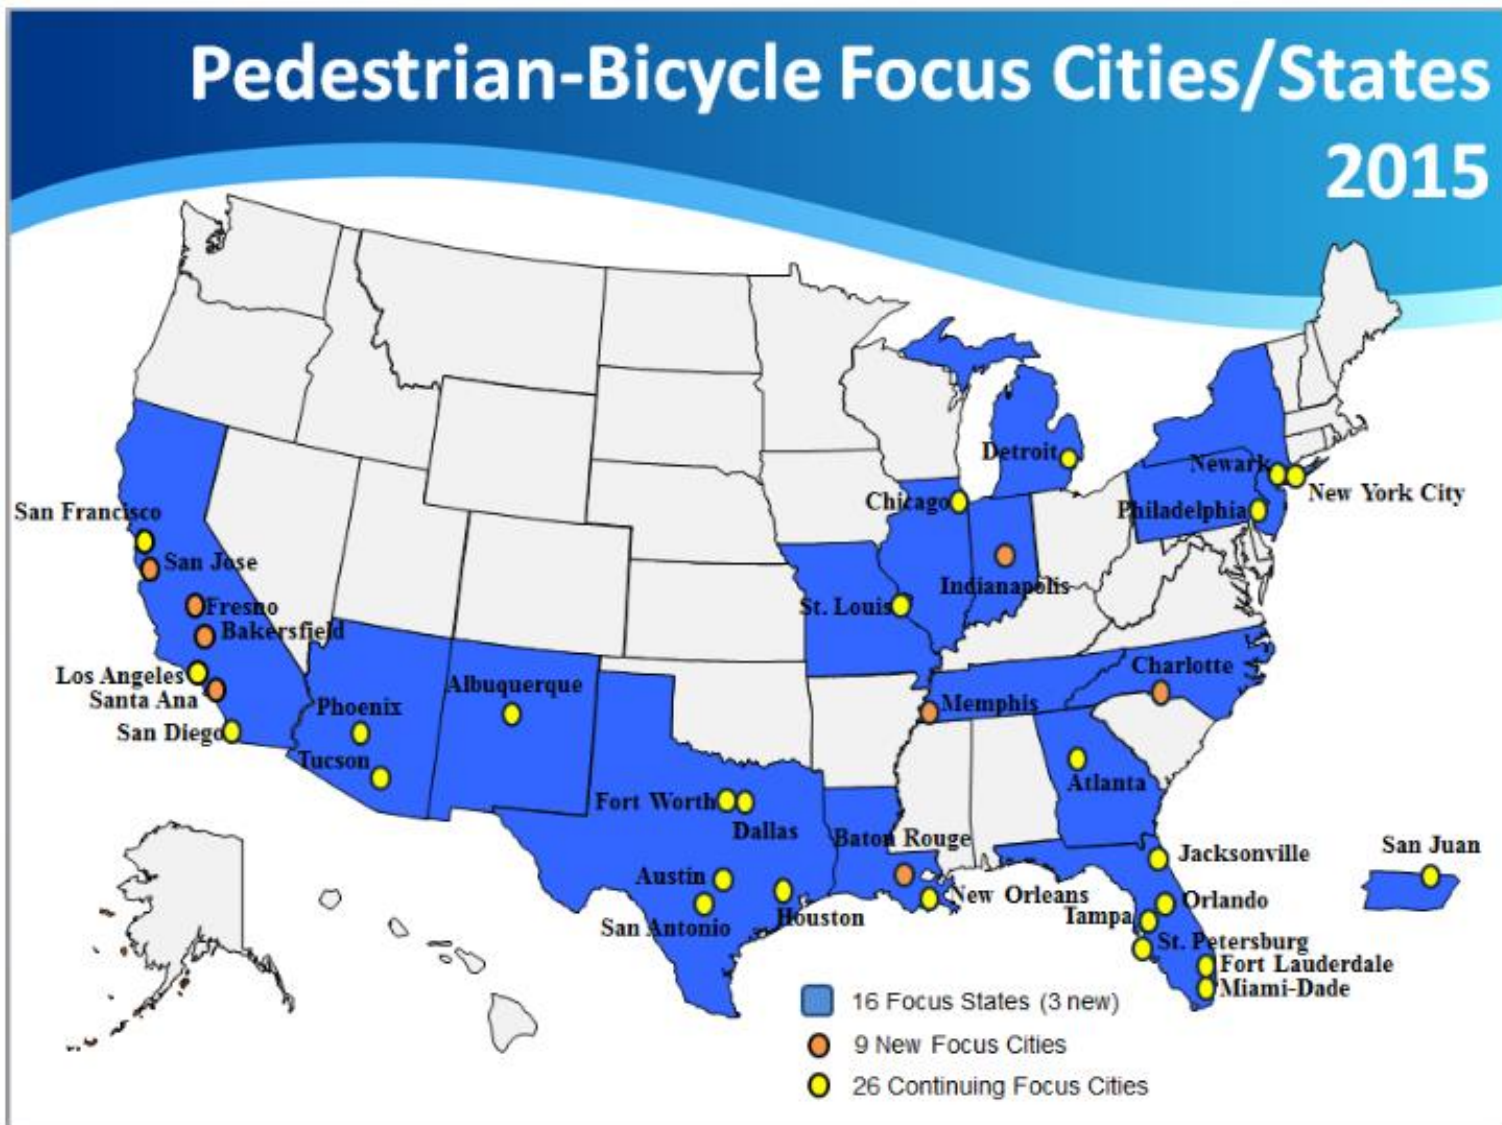 Pedestrian-Bicycle Focus Cities/States
2015
Detroit
Newark
New York City
Chicago
Philadelphia
San Francisco
San Jose
Indianapolis
Fresno
St. Louis
Bakersfield
Los Angeles
Charlotte
Santa Ana
Albuquerque
Memphis
Phoenix
San Diego
Tucson
Atlanta
Fort Worth
Dallas
Baton Rouge
San Juan
Jacksonville
Austin
New Orleans
Orlando
Houston
Tampa
San Antonio
St. Petersburg
Fort Lauderdale
Miami-Dade
16 Focus States (3 new)
9 New Focus Cities
26 Continuing Focus Cities